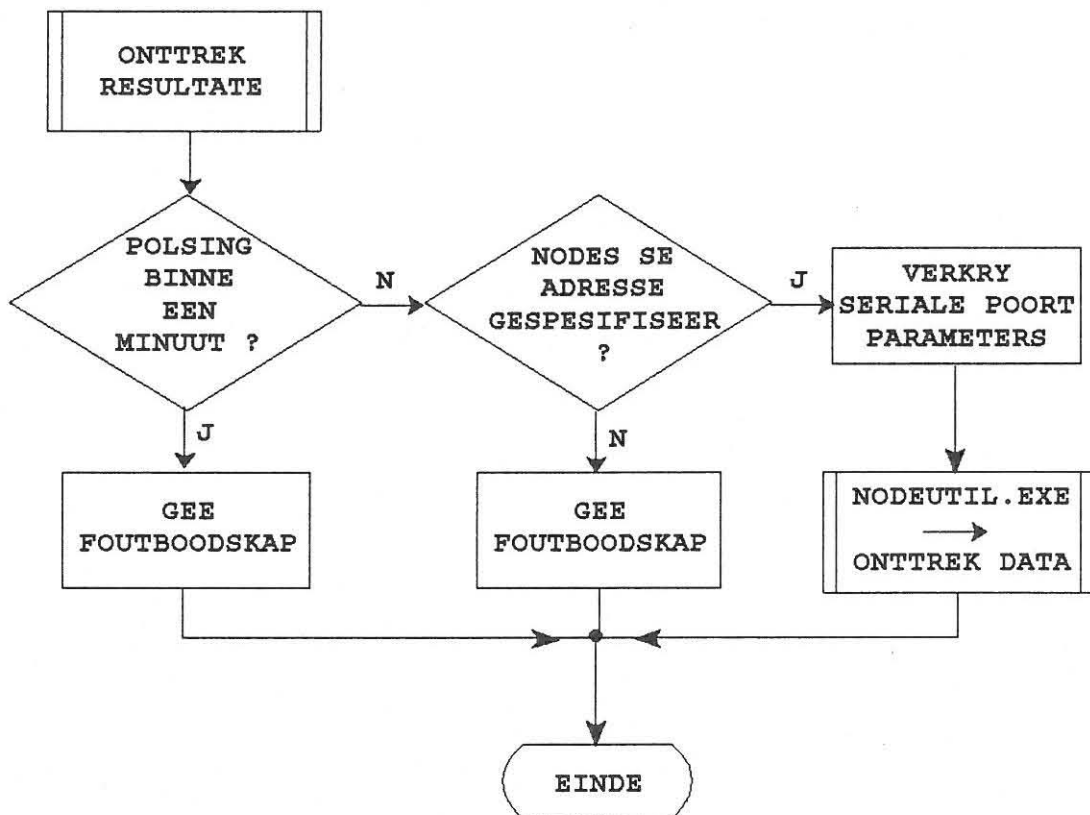 ONTTREK
RESULTATE
POLSING
BINNE
EEN
MINUUT ?
N
NODES SE
ADRESSE
GESPESIFISEER
?
J
VERKRY
SERIALE POORT
PARAMETERS
J
N
GEE
FOUTBOODSKAP
GEE
FOUTBOODSKAP
NODEUTIL.EXE
ONTTREK DATA
EINDE